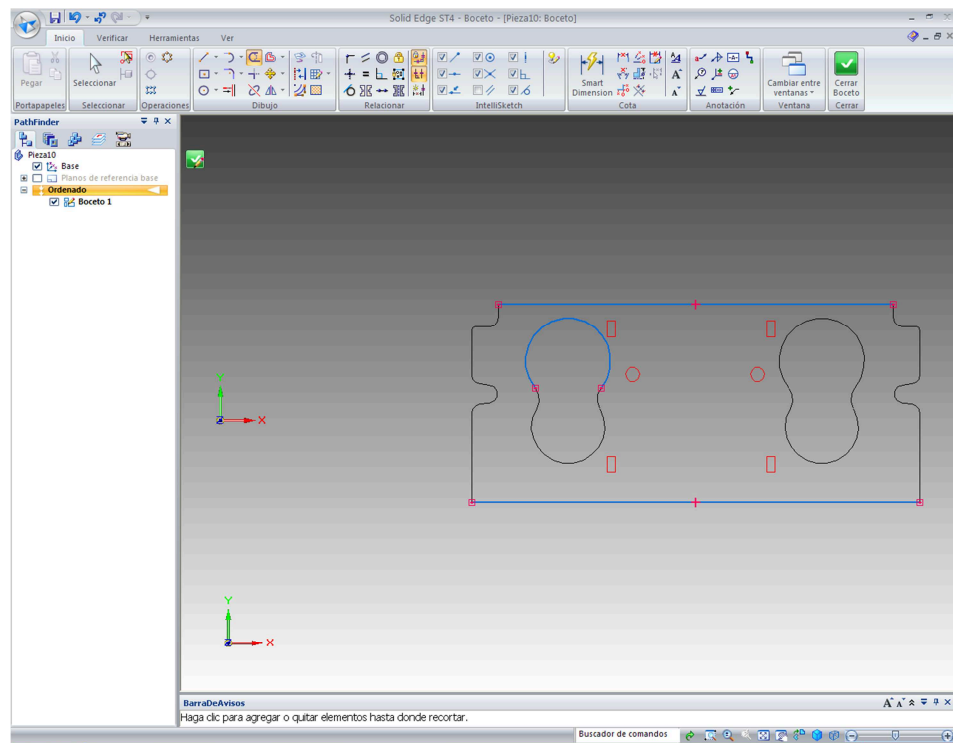 Solid Edge ST4 - Boceto - [Pieza10: Boceto]
Inicio Verificar Herramientas Ver
Pegar
Seleccionar
Smart Dimension
Cambiar entre ventanas
Cerrar Boceto
Portapapeles Seleccionar Operaciones Dibujo Relacionar IntelliSketch Cota Anotación Ventana Cerrar
PathFinder
Pieza10
Base
Planos de referencia base
Ordenado
Boceto 1
Y
X
Y
X
BarraDeAvisos
Haga clic para agregar o quitar elementos hasta donde recortar.
Buscador de comandos